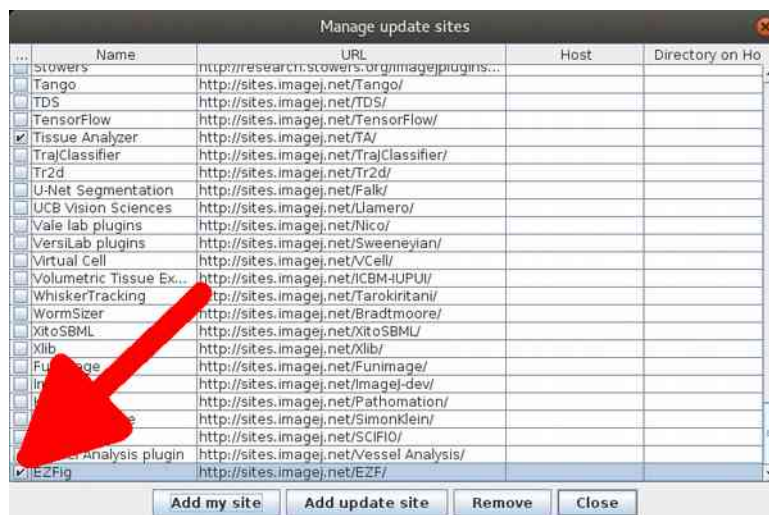 Manage update sites
... Name URL Host Directory on Ho
Stowers http://research.stowers.org/imagejplugins...
Tango http://sites.imagej.net/Tango/
TDS http://sites.imagej.net/TDS/
TensorFlow http://sites.imagej.net/TensorFlow/
Tissue Analyzer http://sites.imagej.net/TA/
TrajClassifier http://sites.imagej.net/TrajClassifier/
Tr2d http://sites.imagej.net/Tr2d/
U-Net Segmentation http://sites.imagej.net/Falk/
UCB Vision Sciences http://sites.imagej.net/Llamero/
Vale lab plugins http://sites.imagej.net/Nico/
VersiLab plugins http://sites.imagej.net/Sweeneyian/
Virtual Cell http://sites.imagej.net/VCell/
Volumetric Tissue Ex... http://sites.imagej.net/ICBM-IUPUI/
WhiskerTracking http://sites.imagej.net/Tarokiritani/
WormSizer http://sites.imagej.net/Bradtmoore/
XitoSBML http://sites.imagej.net/XitoSBML/
Xlib http://sites.imagej.net/Xlib/
http://sites.imagej.net/Funimage/
http://sites.imagej.net/ImageJ-dev/
http://sites.imagej.net/Pathomation/
http://sites.imagej.net/SimonKlein/
http://sites.imagej.net/SCIFIO/
Analysis plugin http://sites.imagej.net/Vessel Analysis/
EZFig http://sites.imagej.net/EZF/
Add my site Add update site Remove Close